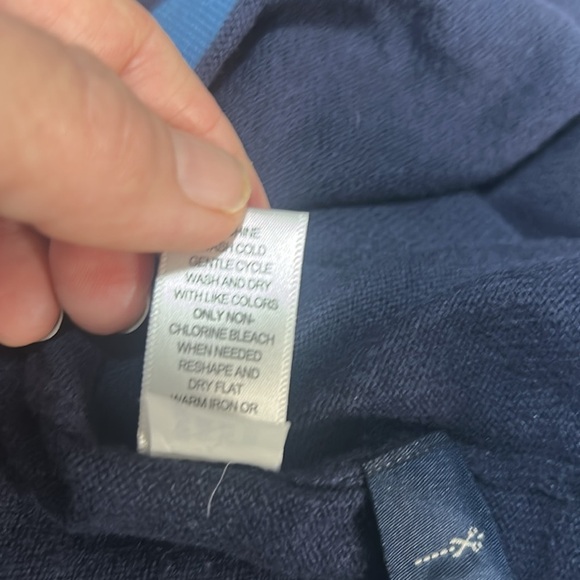 COLD
GENTLE CYCLE
WASH AND DRY
WITH LIKE COLORS
ONLY NON-
CHLORINE BLEACH
WHEN NEEDED
RESHAPE AND
DRY FLAT
WARM IRON OR